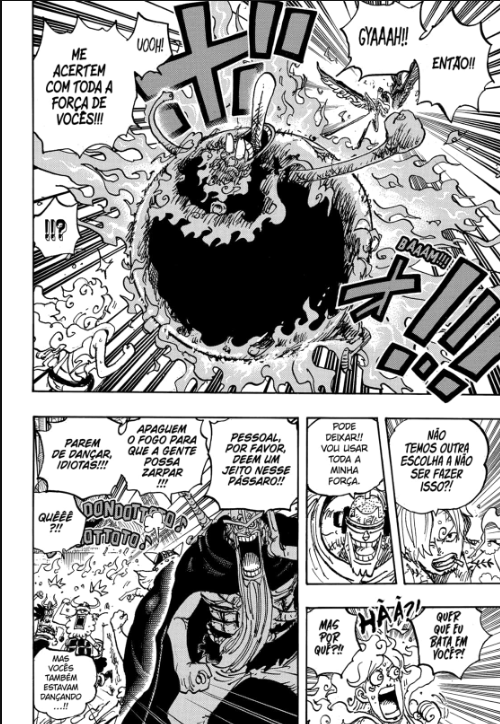 GYAAAH!!
ENTÃO!!
UOOH!
ME
ACERTEM
COM TODA A
FORÇA DE
VOCÊS!!!
!!?
BAAAM!!!
NÃO
TEMOS OUTRA
ESCOLHA A NÃO
SER FAZER
ISSO?!
PODE
DEIXAR!!
VOU USAR
TODA A
MINHA
FORÇA.
QUER
QUE EU
BATA EM
VOCÊ?!
HÃ-Ã?!
MAS
POR
QUÊ?!!
PESSOAL,
POR FAVOR,
DEEM UM
JEITO NESSE
PÁSSARO!!
APAGUEM
O FOGO PARA
QUE A GENTE
POSSA
ZARPAR
!!!
PAREM
DE DANÇAR,
IDIOTAS!!!
DONDOTTOTO♪
OTTOTO♪
QUÊÊÊ
?!!
MAS
VOCÊS
TAMBÉM
ESTAVAM
DANÇANDO
...!!